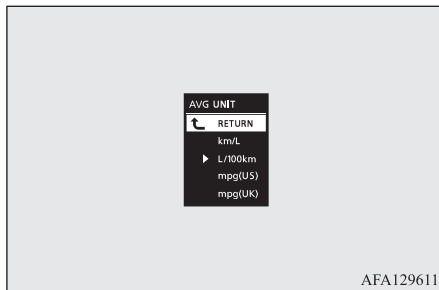 AVG UNIT
RETURN
km/L
L/100km
mpg(US)
mpg(UK)
AFA129611